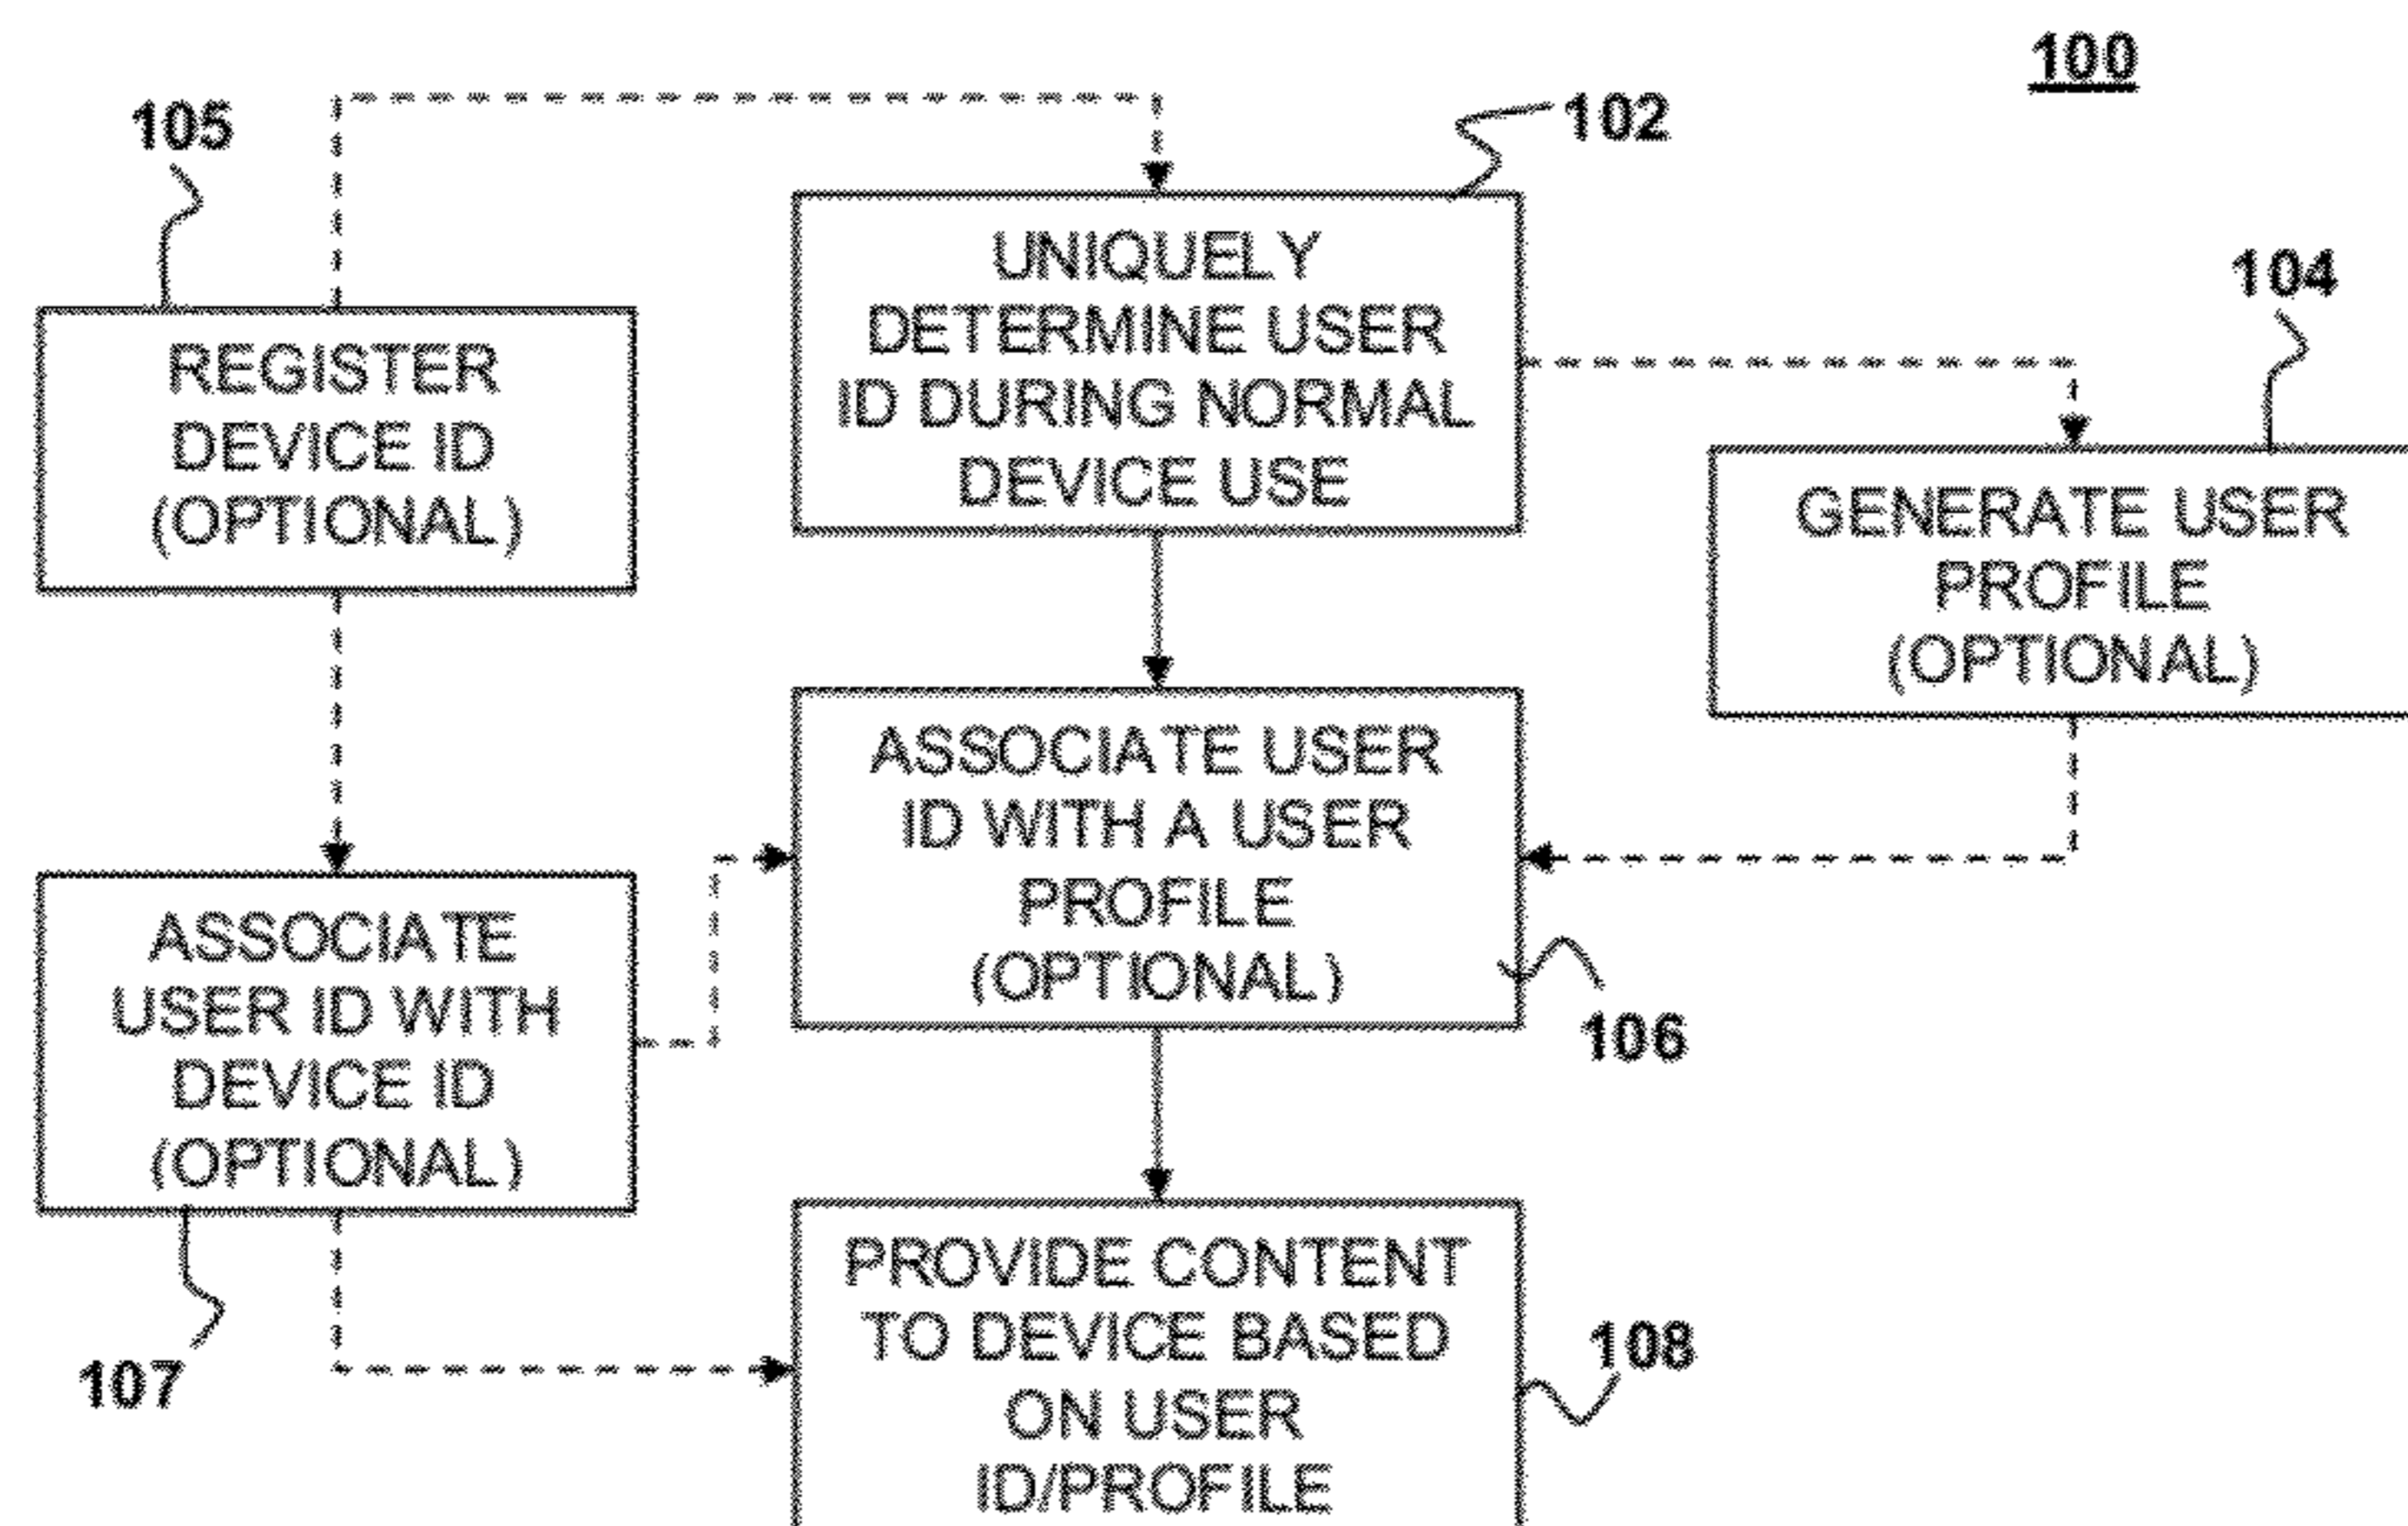 100
105
102
UNIQUELY
DETERMINE USER
ID DURING NORMAL
DEVICE USE
104
REGISTER
DEVICE ID
(OPTIONAL)
GENERATE USER
PROFILE
(OPTIONAL)
ASSOCIATE USER
ID WITH A USER
PROFILE
(OPTIONAL)
106
ASSOCIATE
USER ID WITH
DEVICE ID
(OPTIONAL)
107
PROVIDE CONTENT
TO DEVICE BASED
ON USER
ID/PROFILE
108